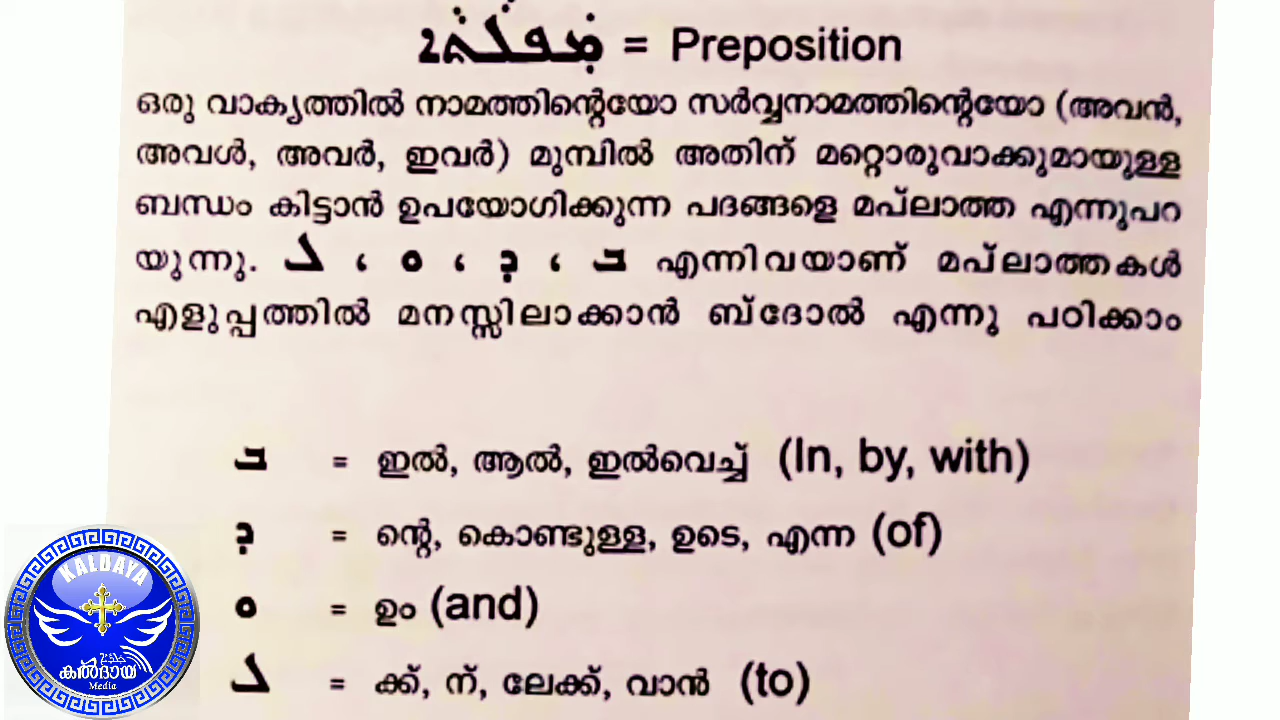 ܡܲܦܠܵܬ݂ܵܐ = Preposition
ഒരു വാക്യത്തിൽ നാമത്തിന്റെയോ സർവ്വനാമത്തിന്റെയോ (അവൻ,
അവൾ, അവർ, ഇവർ) മുമ്പിൽ അതിന് മറ്റൊരുവാക്കുമായുള്ള
ബന്ധം കിട്ടാൻ ഉപയോഗിക്കുന്ന പദങ്ങളെ മപ്ലാത്ത എന്നുപറ
യുന്നു. ܒ ، ܕ ، ܘ ، ܠ എന്നിവയാണ് മപ്ലാത്തകൾ
എളുപ്പത്തിൽ മനസ്സിലാക്കാൻ ബ്ദോൽ എന്നു പഠിക്കാം
ܒ = ഇൽ, ആൽ, ഇൽവെച്ച് (In, by, with)
ܕ = ന്റെ, കൊണ്ടുള്ള, ഉടെ, എന്ന (of)
ܘ = ഉം (and)
ܠ = ക്ക്, ന്, ലേക്ക്, വാൻ (to)
KALDAYA
കൽദായ
Media